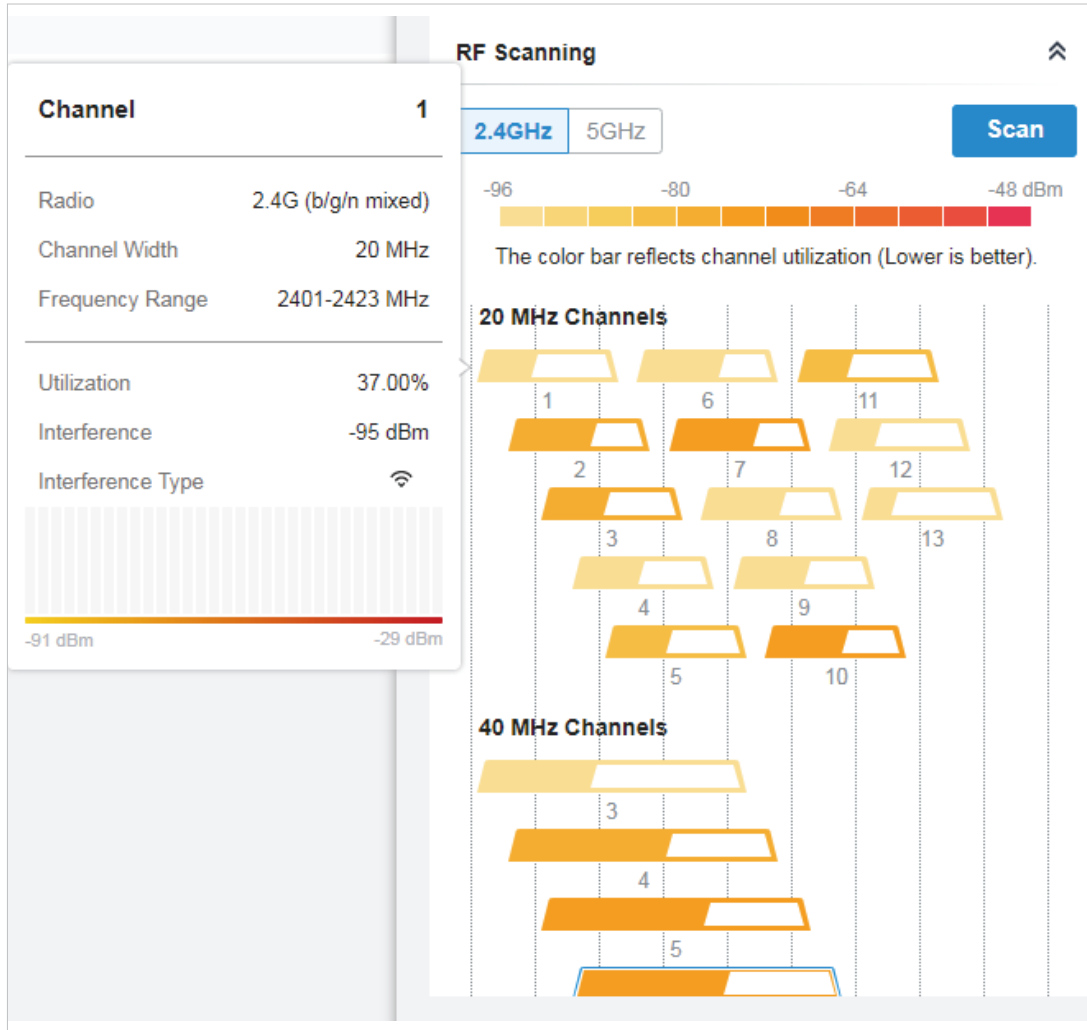 RF Scanning
Channel 1
2.4GHz 5GHz Scan
Radio 2.4G (b/g/n mixed)
Channel Width 20 MHz
Frequency Range 2401-2423 MHz
Utilization 37.00%
Interference -95 dBm
Interference Type
-91 dBm -29 dBm
-96 -80 -64 -48 dBm
The color bar reflects channel utilization (Lower is better).
20 MHz Channels
1 6 11
2 7 12
3 8 13
4 9
5 10
40 MHz Channels
3
4
5